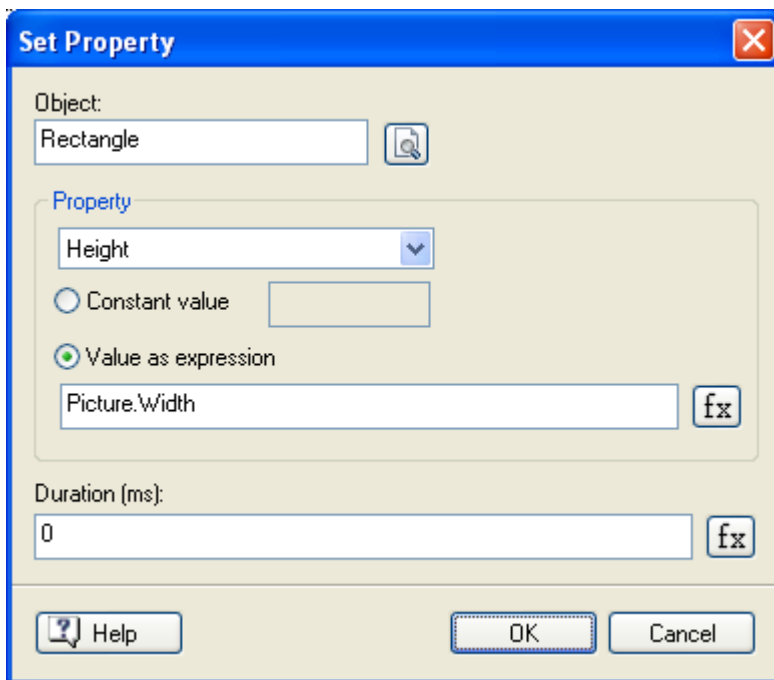 Set Property
Object:
Rectangle
Property
Height
Constant value
Value as expression
Picture.Width
fx
Duration (ms):
0
fx
Help
OK
Cancel